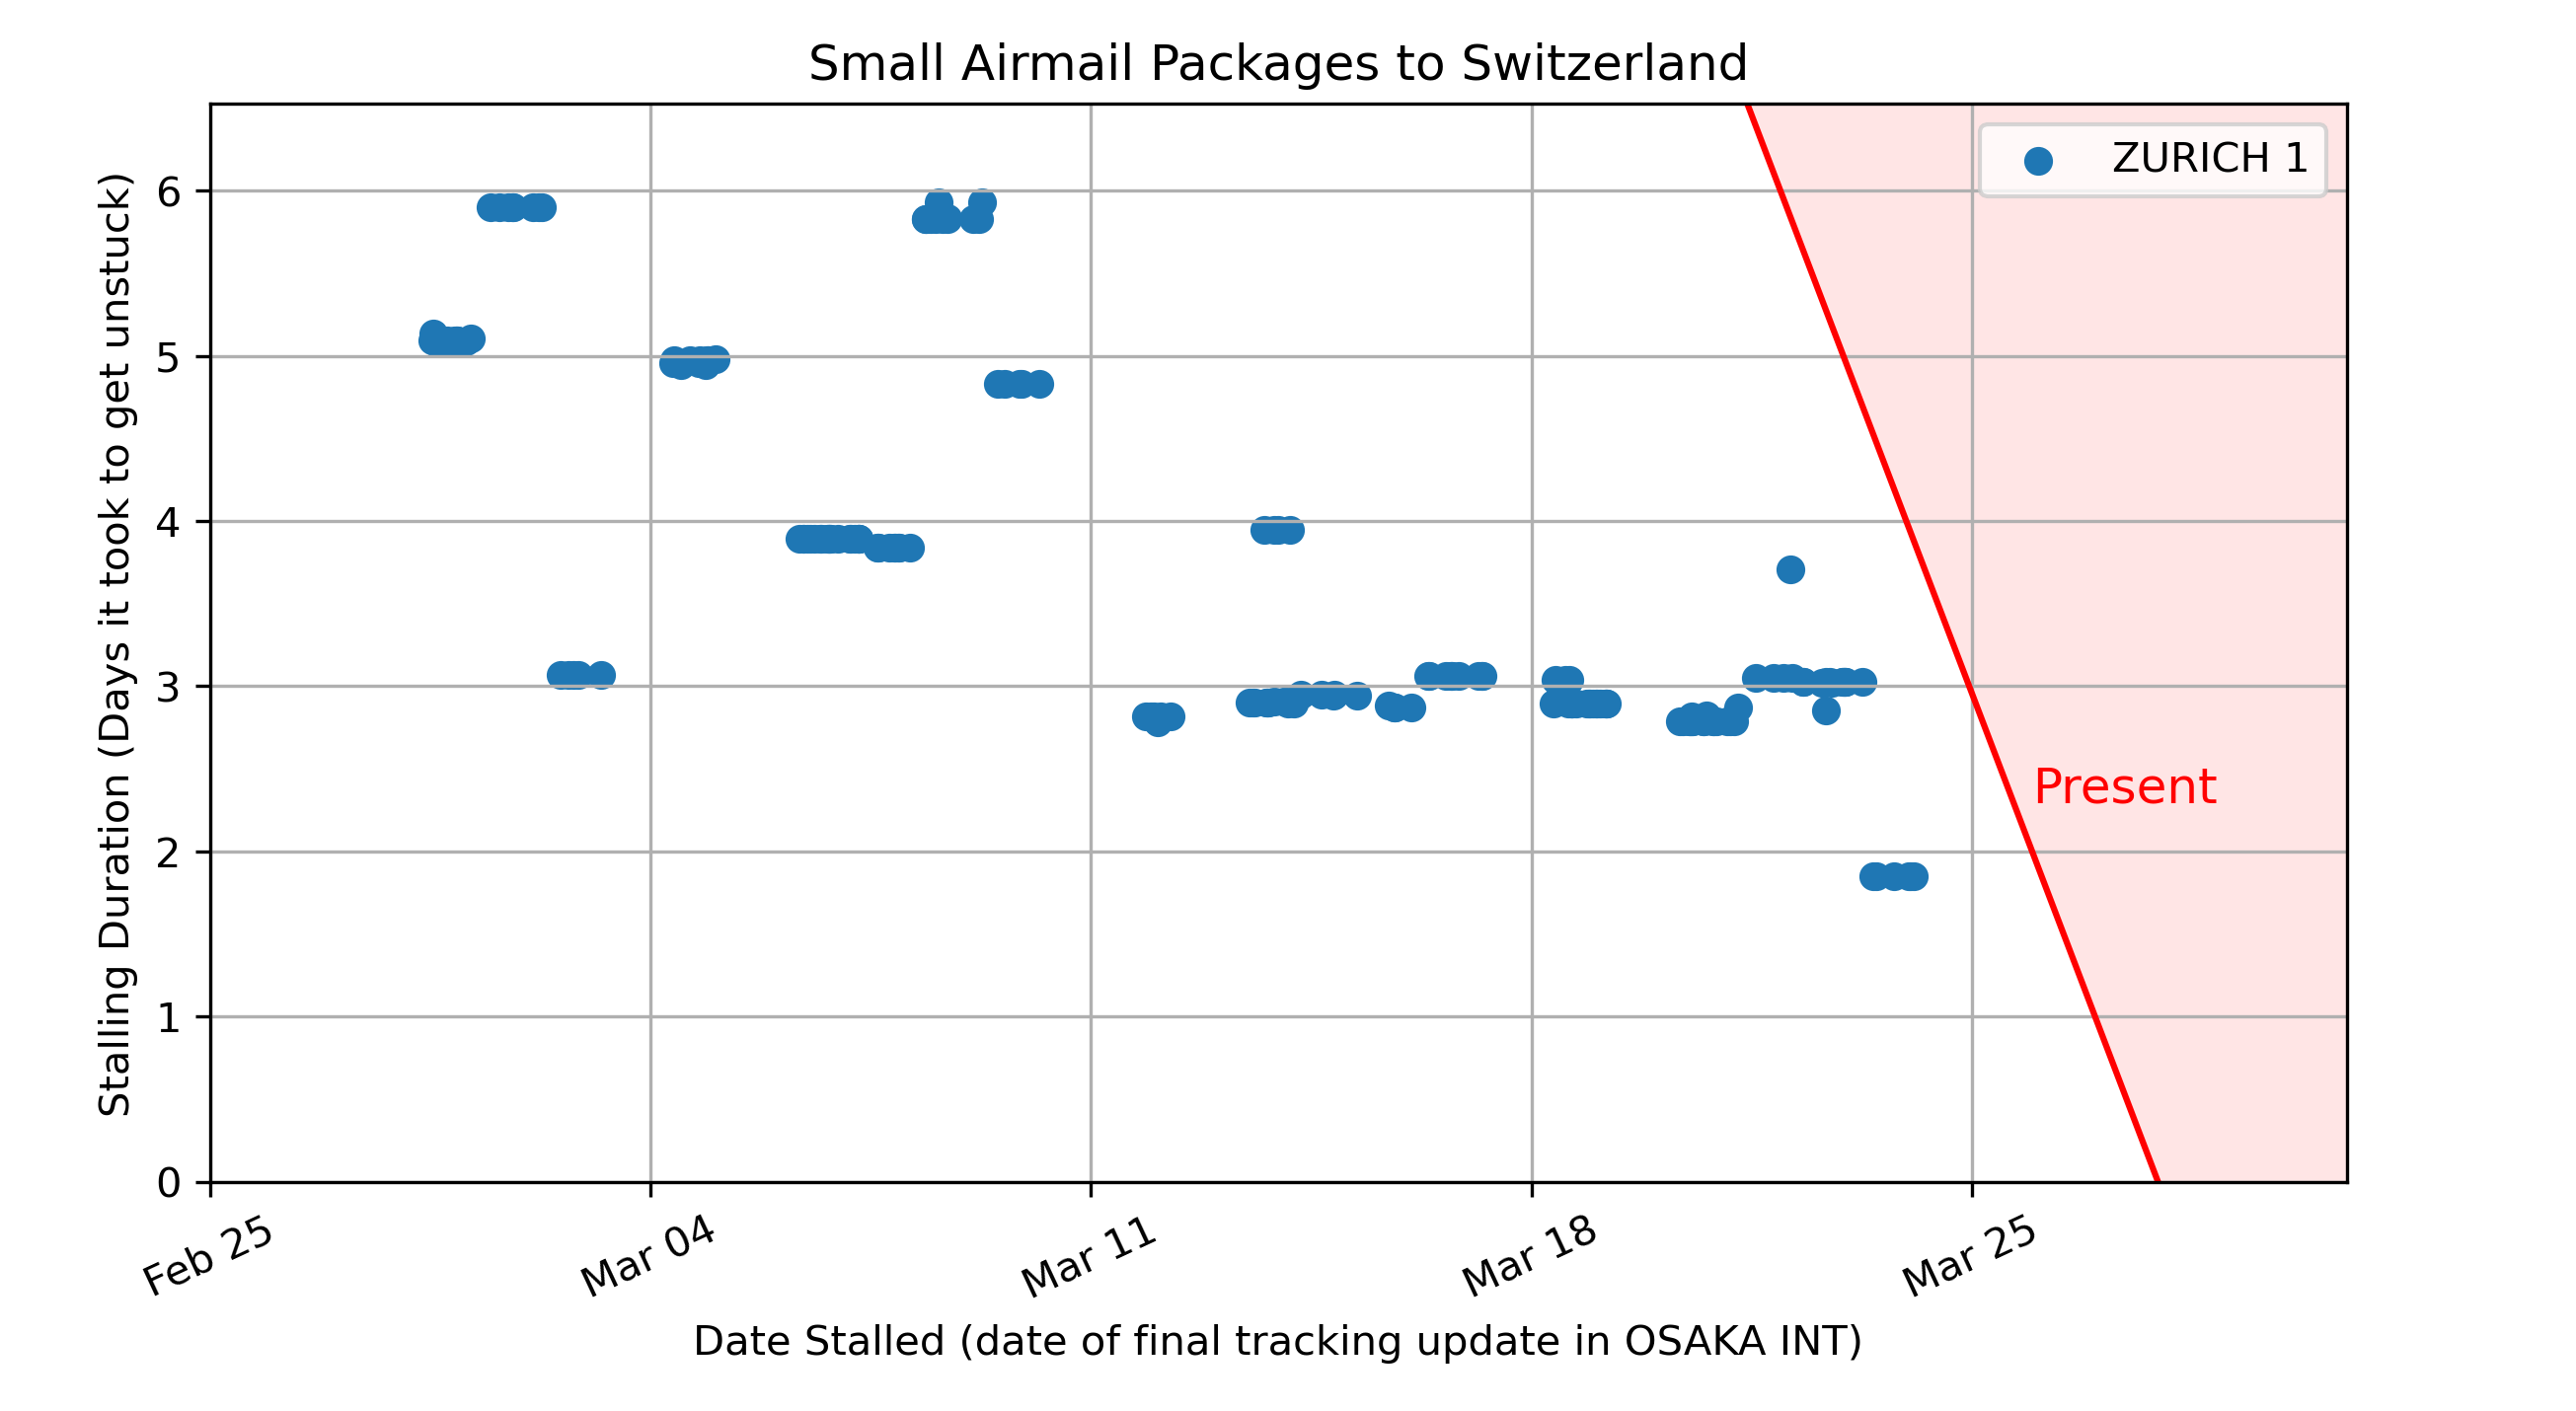 Small Airmail Packages to Switzerland
ZURICH 1
Stalling Duration (Days it took to get unstuck)
6
5
4
3
2
1
0
Present
Feb 25
Mar 04
Mar 11
Mar 18
Mar 25
Date Stalled (date of final tracking update in OSAKA INT)